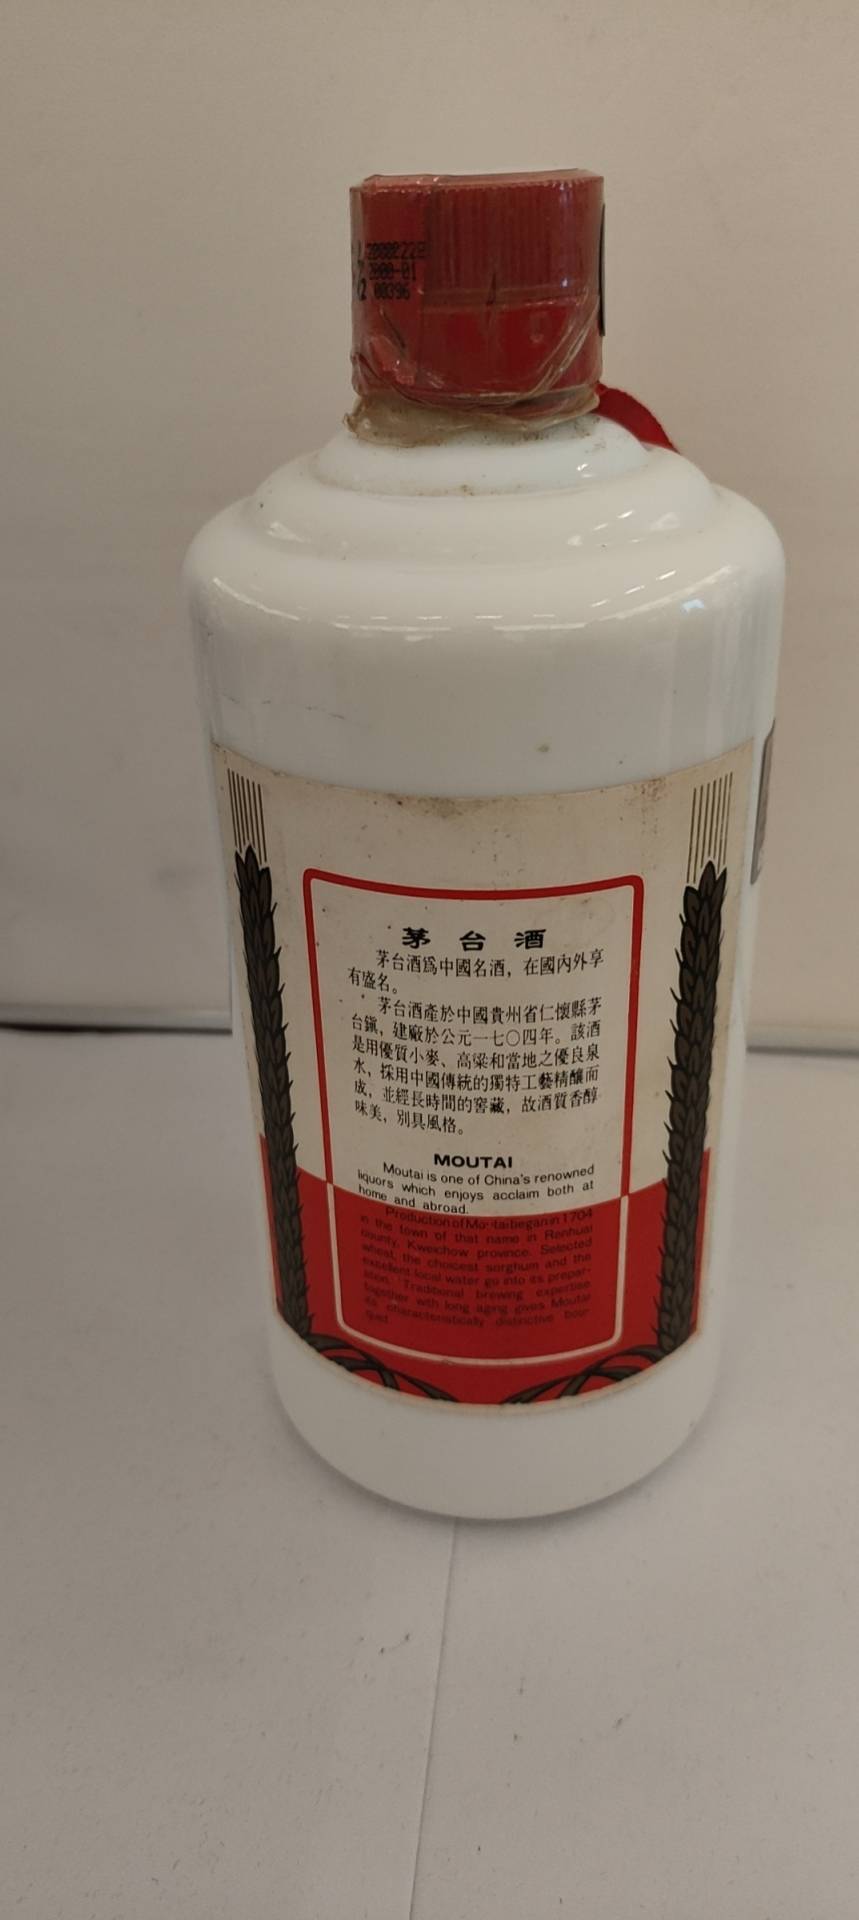 2000-01
00396
茅台酒
茅台酒爲中國名酒，在國內外享
有盛名。
茅台酒產於中國貴州省仁懷縣茅
台鎭，建廠於公元一七〇四年。該酒
是用優質小麥、高粱和當地之優良泉
水，採用中國傳統的獨特工藝精釀而
成，並經長時間的窖藏，故酒質香醇
味美，別具風格。
MOUTAI
Moutai is one of China's renowned
liquors which enjoys acclaim both at
home and abroad.
Production of Moutai began in 1704
in the town of that name in Renhuai
county, Kweichow province. Selected
wheat, the choicest sorghum and the
excellent local water go into its prepar-
ation. Traditional brewing expertise
together with long aging gives Moutai
its characteristically distinctive bou-
quet.